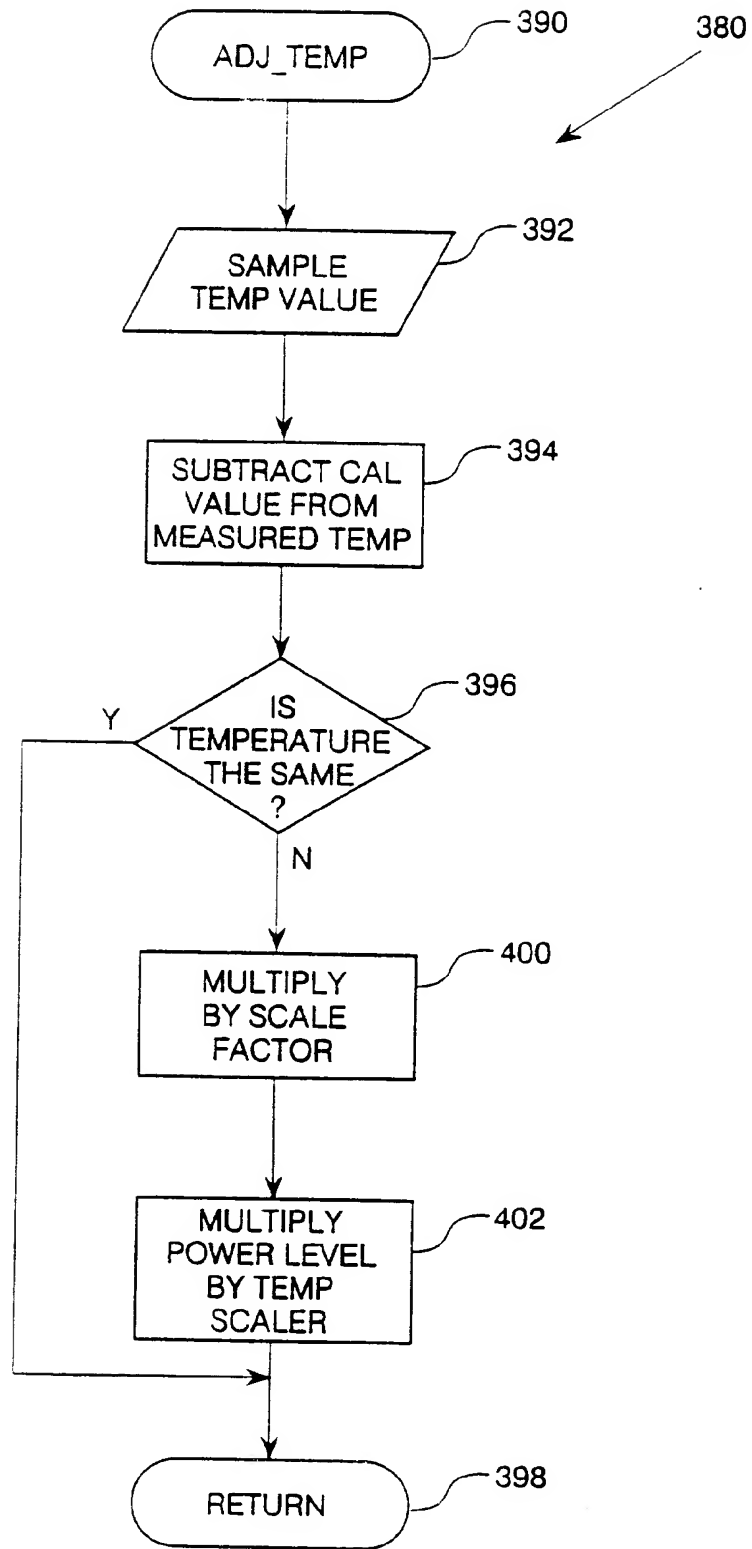 ADJ_TEMP
390
380
SAMPLE
TEMP VALUE
392
SUBTRACT CAL
VALUE FROM
MEASURED TEMP
394
IS
TEMPERATURE
THE SAME
?
396
Y
N
MULTIPLY
BY SCALE
FACTOR
400
MULTIPLY
POWER LEVEL
BY TEMP
SCALER
402
RETURN
398